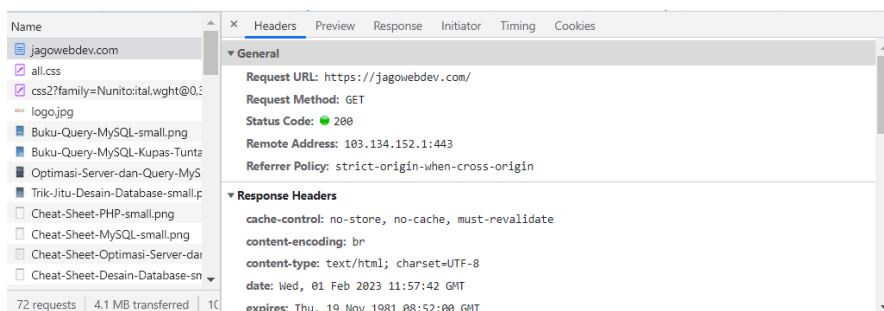 Name
jagowebdev.com
all.css
css2?family=Nunito:ital,wght@0,3
logo.jpg
Buku-Query-MySQL-small.png
Buku-Query-MySQL-Kupas-Tunta
Optimasi-Server-dan-Query-MyS
Trik-Jitu-Desain-Database-small.p
Cheat-Sheet-PHP-small.png
Cheat-Sheet-MySQL-small.png
Cheat-Sheet-Optimasi-Server-dar
Cheat-Sheet-Desain-Database-sm
72 requests 4.1 MB transferred 10
× Headers Preview Response Initiator Timing Cookies
General
Request URL: https://jagowebdev.com/
Request Method: GET
Status Code: 200
Remote Address: 103.134.152.1:443
Referrer Policy: strict-origin-when-cross-origin
Response Headers
cache-control: no-store, no-cache, must-revalidate
content-encoding: br
content-type: text/html; charset=UTF-8
date: Wed, 01 Feb 2023 11:57:42 GMT
expires: Thu, 19 Nov 1981 08:52:00 GMT